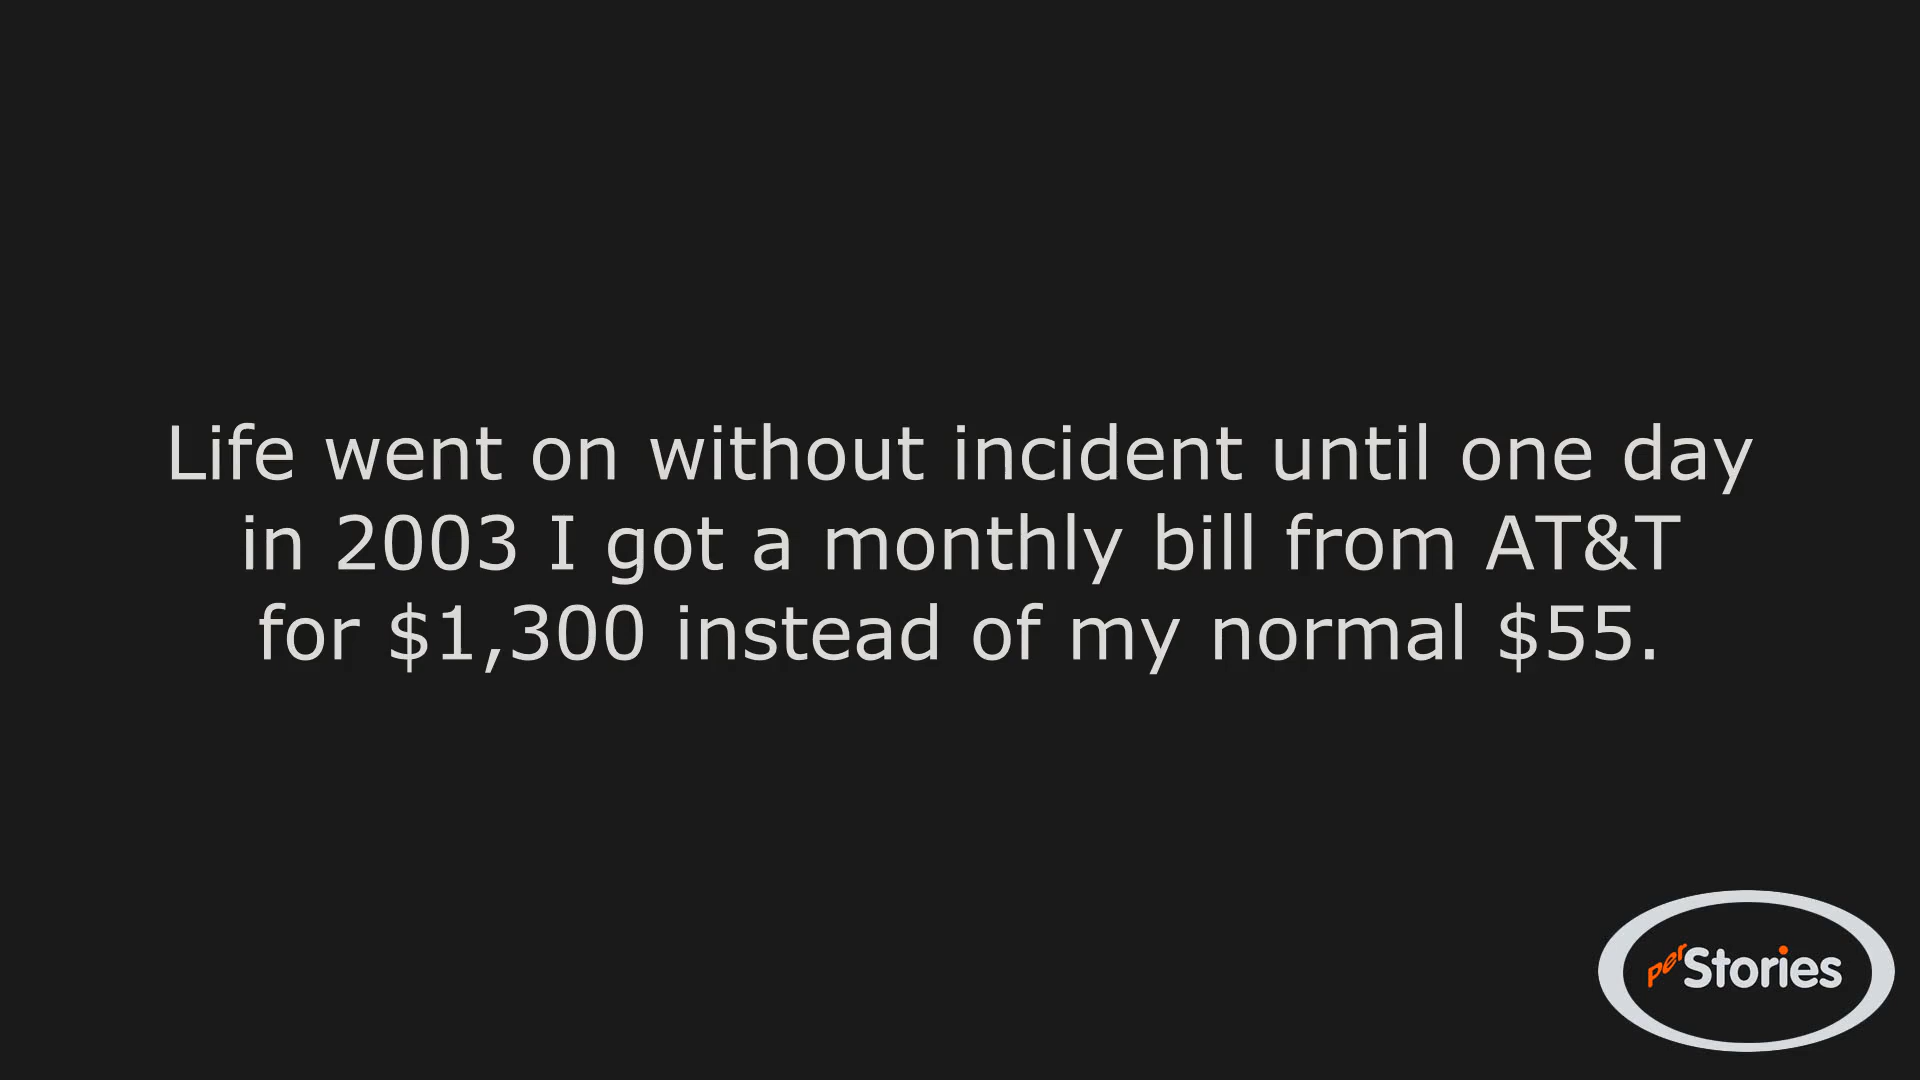 Life went on without incident until one day
in 2003 I got a monthly bill from AT&T
for $1,300 instead of my normal $55.
perStories